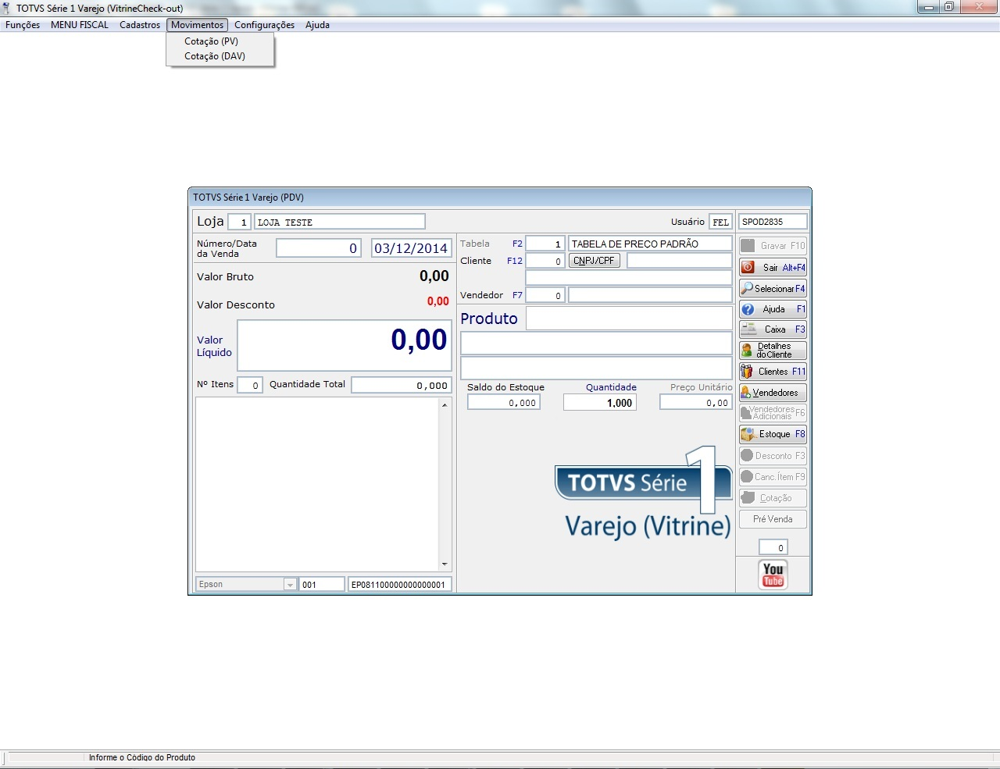 TOTVS Série 1 Varejo (VitrineCheck-out)
Funções MENU FISCAL Cadastros Movimentos Configurações Ajuda
Cotação (PV)
Cotação (DAV)
TOTVS Série 1 Varejo (PDV)
Loja 1 LOJA TESTE Usuário FEL SPOD2835
Número/Data da Venda 0 03/12/2014
Valor Bruto 0,00
Valor Desconto 0,00
Valor Líquido 0,00
Nº Itens 0 Quantidade Total 0,000
Epson 001 EP081100000000000001
Tabela F2 1 TABELA DE PREÇO PADRÃO
Cliente F12 0 CNPJ/CPF
Vendedor F7 0
Produto
Saldo do Estoque Quantidade Preço Unitário
0,000 1,000 0,00
TOTVS Série 1
Varejo (Vitrine)
Gravar F10
Sair Alt+F4
Selecionar F4
Ajuda F1
Caixa F3
Detalhes do Cliente
Clientes F11
Vendedores
Vendedores Adicionais F6
Estoque F8
Desconto F3
Canc. Ítem F9
Cotação
Pré Venda
0
You
Tube
Informe o Código do Produto